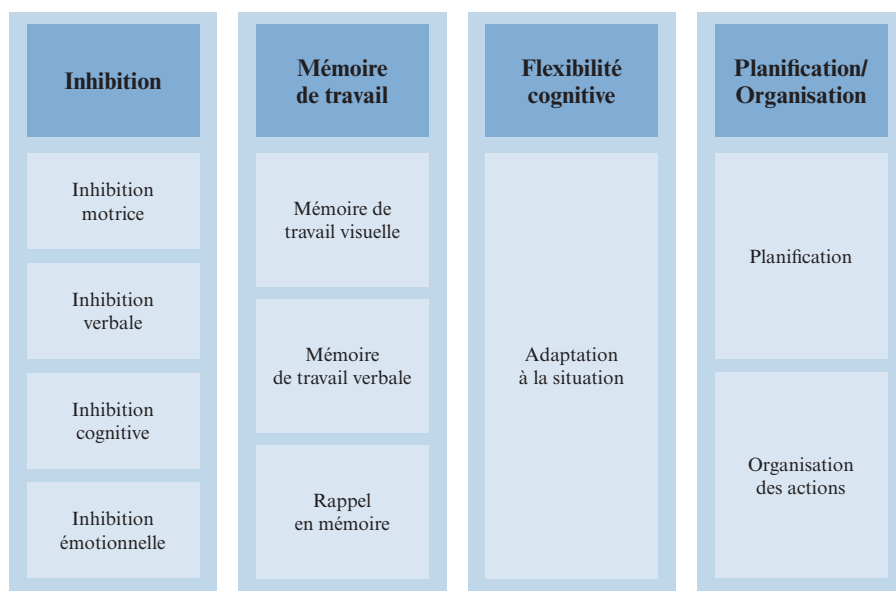 Inhibition
Inhibition
motrice
Inhibition
verbale
Inhibition
cognitive
Inhibition
émotionnelle
Mémoire
de travail
Mémoire de
travail visuelle
Mémoire
de travail verbale
Rappel
en mémoire
Flexibilité
cognitive
Adaptation
à la situation
Planification/
Organisation
Planification
Organisation
des actions